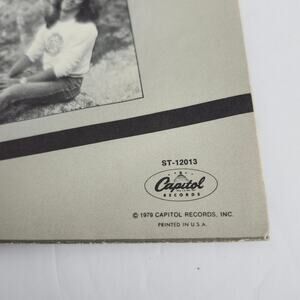 ST-12013
Capitol
RECORDS
© 1979 CAPITOL RECORDS, INC.
PRINTED IN U.S.A.